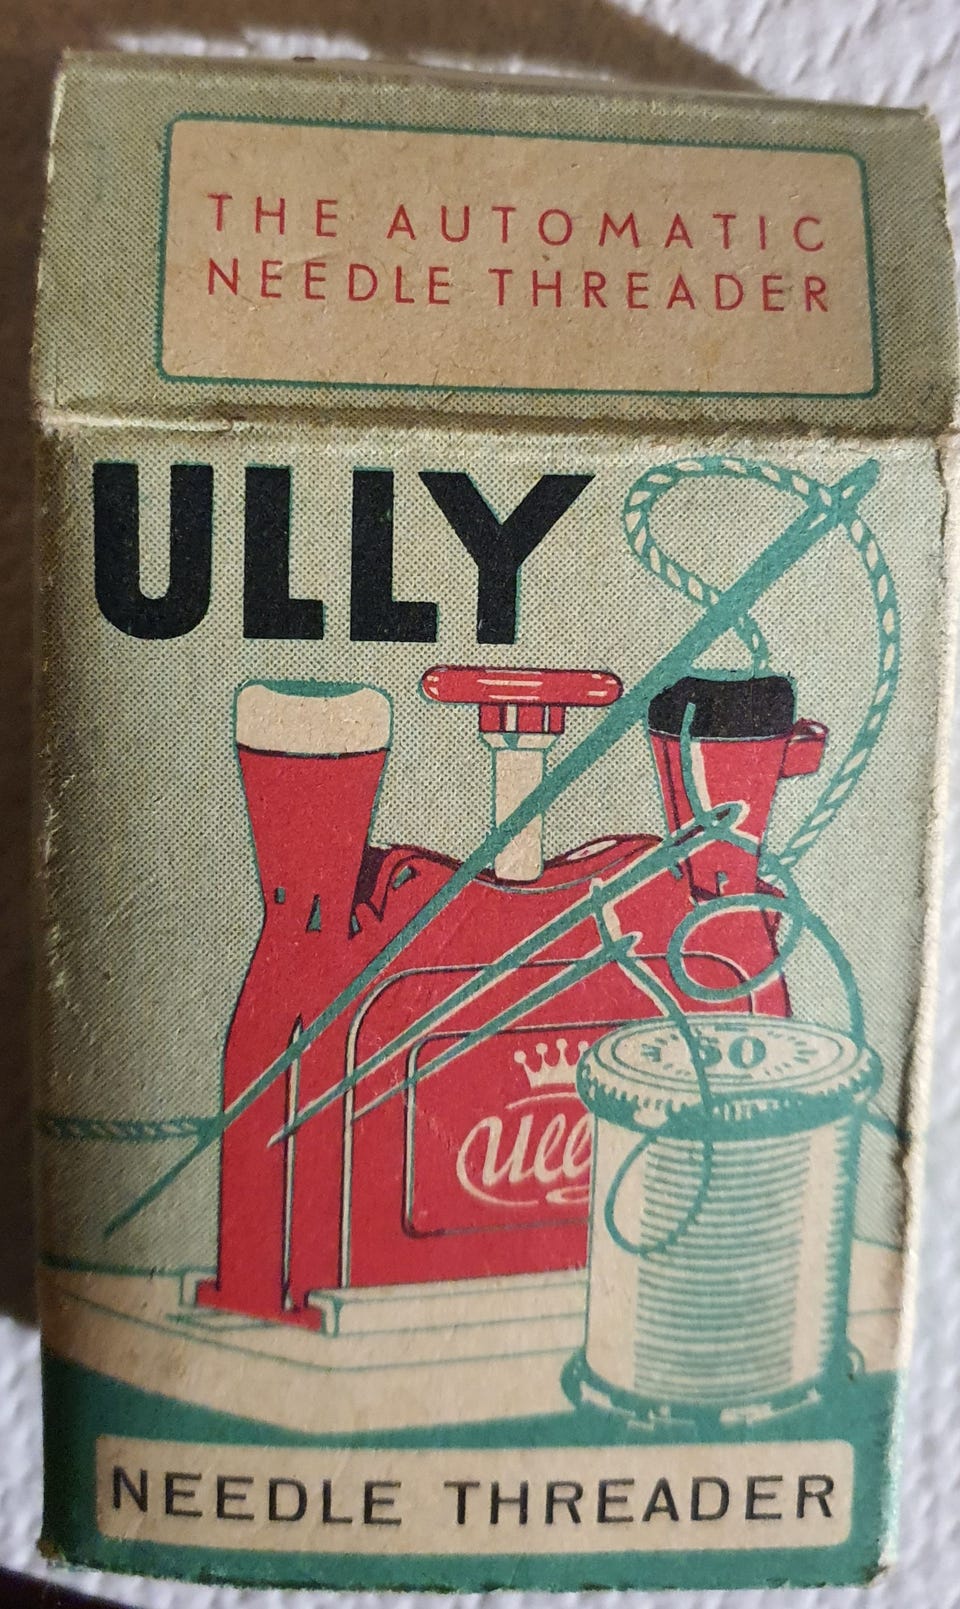 THE AUTOMATIC
NEEDLE THREADER
ULLY
50
NEEDLE THREADER